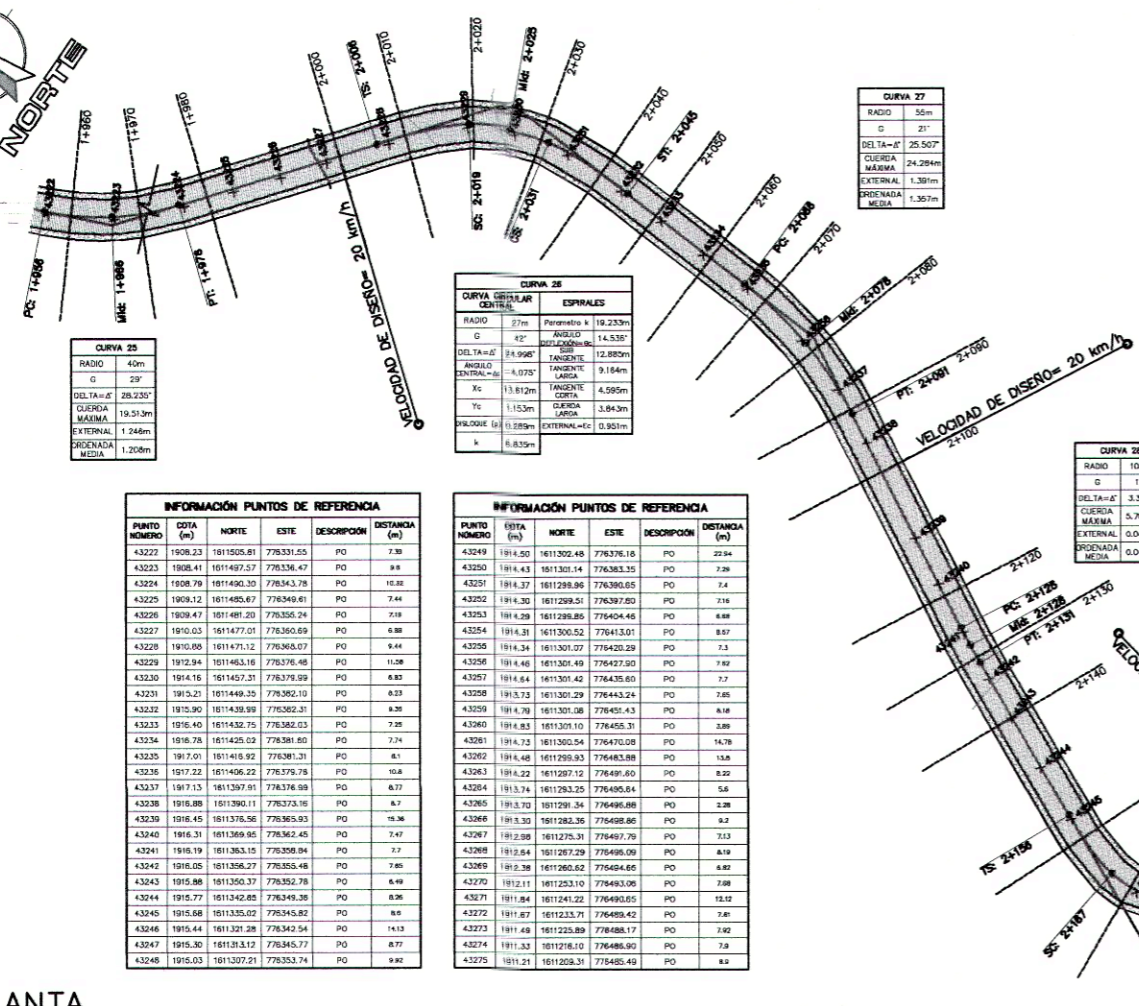 NORTE
1+960
1+970
1+980
2+000
TS: 2+006
2+010
2+020
Mid: 2+025
2+030
2+040
ST: 2+045
2+050
2+060
PC: 2+066
2+070
Mid: 2+078
2+080
2+090
PT: 2+091
2+100
2+120
PC: 2+126
Mid: 2+128
2+130
PT: 2+131
2+140
TS: 2+156
SC: 2+167
PC: 1+956
Mid: 1+966
PT: 1+975
SC: 2+019
CS: 2+031
VELOCIDAD DE DISEÑO= 20 km/h
VELOCIDAD DE DISEÑO= 20 km/h
CURVA 27
RADIO 55m
G 21°
DELTA=Δ° 25.507°
CUERDA MÁXIMA 24.284m
EXTERNAL 1.391m
ORDENADA MEDIA 1.357m
CURVA 25
RADIO 40m
G 29°
DELTA=Δ° 28.235°
CUERDA MÁXIMA 19.513m
EXTERNAL 1.246m
ORDENADA MEDIA 1.208m
CURVA 26
CURVA CIRCULAR CENTRAL ESPIRALES
RADIO 27m Parametro k 19.233m
G 42° ÁNGULO DEFLEXIÓN=θc 14.536°
DELTA=Δ° SUB TANGENTE 12.885m
ÁNGULO CENTRAL=Δc TANGENTE LARGA 9.164m
Xc 13.612m TANGENTE CORTA 4.595m
Yc 1.153m CUERDA LARGA 3.843m
DISLOQUE (p) 0.289m EXTERNAL=Ec 0.951m
k 6.835m
CURVA 28
RADIO 10
G 1
DELTA=Δ° 3.3
CUERDA MÁXIMA
EXTERNAL 0.0
ORDENADA MEDIA 0.0
INFORMACIÓN PUNTOS DE REFERENCIA
PUNTO NÚMERO COTA (m) NORTE ESTE DESCRIPCIÓN DISTANCIA (m)
43222 1908.23 1611505.81 776331.55 PO 7.39
43223 1908.41 1611497.57 776336.47 PO 9.6
43224 1908.79 1611490.30 776343.78 PO 10.32
43225 1909.12 1611485.67 776349.61 PO 7.44
43226 1909.47 1611481.20 776355.24 PO 7.19
43227 1910.03 1611477.01 776360.69 PO 6.88
43228 1910.88 1611471.12 776368.07 PO 9.44
43229 1912.94 1611463.16 776376.48 PO 11.58
43230 1914.16 1611457.31 776379.99 PO 6.83
43231 1915.21 1611449.35 776382.10 PO 8.23
43232 1915.90 1611439.99 776382.31 PO 9.36
43233 1916.40 1611432.75 776382.03 PO 7.25
43234 1916.78 1611425.02 776381.60 PO 7.74
43235 1917.01 1611416.92 776381.31 PO 8.1
43236 1917.22 1611406.22 776379.76 PO 10.8
43237 1917.13 1611397.91 776376.99 PO 8.77
43238 1916.88 1611390.11 776373.16 PO 8.7
43239 1916.45 1611376.56 776365.93 PO 15.36
43240 1916.31 1611369.95 776362.45 PO 7.47
43241 1916.19 1611363.15 776358.84 PO 7.7
43242 1916.05 1611356.27 776355.48 PO 7.65
43243 1915.88 1611350.37 776352.78 PO 6.49
43244 1915.77 1611342.85 776349.36 PO 8.26
43245 1915.68 1611335.02 776345.82 PO 8.6
43246 1915.44 1611321.28 776342.54 PO 14.13
43247 1915.30 1611313.12 776345.77 PO 8.77
43248 1915.03 1611307.21 776353.74 PO 9.92
INFORMACIÓN PUNTOS DE REFERENCIA
PUNTO NÚMERO COTA (m) NORTE ESTE DESCRIPCIÓN DISTANCIA (m)
43249 1914.50 1611302.48 776376.18 PO 22.94
43250 1914.43 1611301.14 776383.35 PO 7.29
43251 1914.37 1611299.96 776390.65 PO 7.4
43252 1914.30 1611299.51 776397.80 PO 7.16
43253 1914.29 1611299.86 776404.46 PO 6.68
43254 1914.31 1611300.52 776413.01 PO 8.57
43255 1914.34 1611301.07 776420.29 PO 7.3
43256 1914.46 1611301.49 776427.90 PO 7.62
43257 1914.64 1611301.42 776435.60 PO 7.7
43258 1913.73 1611301.29 776443.24 PO 7.65
43259 1914.79 1611301.08 776451.43 PO 8.18
43260 1914.83 1611301.10 776455.31 PO 3.89
43261 1914.73 1611300.54 776470.08 PO 14.78
43262 1914.48 1611299.93 776483.88 PO 13.8
43263 1914.22 1611297.12 776491.60 PO 8.22
43264 1913.74 1611293.25 776495.64 PO 5.6
43265 1913.70 1611291.34 776496.88 PO 2.28
43266 1913.30 1611282.36 776498.86 PO 9.2
43267 1912.98 1611275.31 776497.79 PO 7.13
43268 1912.64 1611267.29 776496.09 PO 8.19
43269 1912.38 1611260.62 776494.65 PO 6.82
43270 1912.11 1611253.10 776493.06 PO 7.68
43271 1911.84 1611241.22 776490.65 PO 12.12
43272 1911.67 1611233.71 776489.42 PO 7.61
43273 1911.49 1611225.89 776488.17 PO 7.92
43274 1911.33 1611218.10 776486.90 PO 7.9
43275 1911.21 1611209.31 776485.49 PO 8.9
ANTA